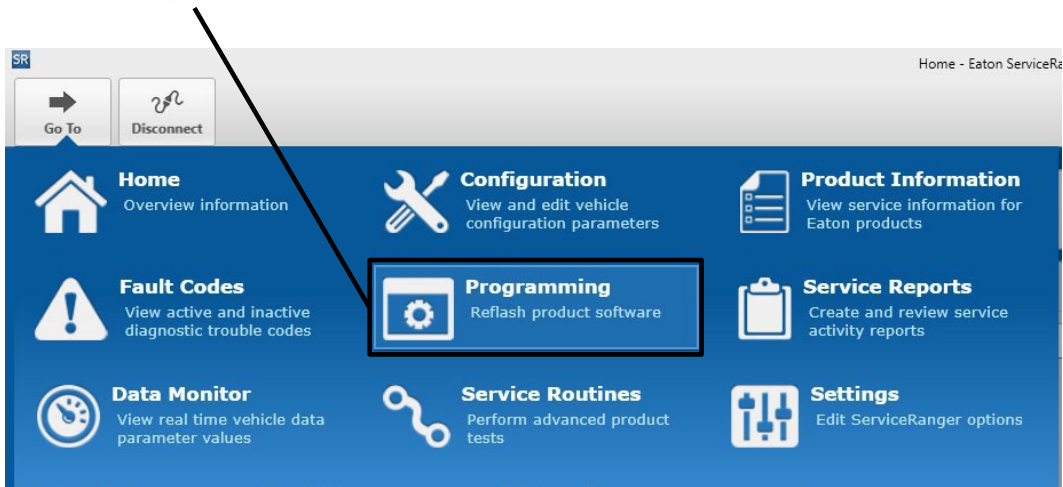 SR
Home - Eaton ServiceRa
Go To
Disconnect
Home
Overview information
Configuration
View and edit vehicle
configuration parameters
Product Information
View service information for
Eaton products
Fault Codes
View active and inactive
diagnostic trouble codes
Programming
Reflash product software
Service Reports
Create and review service
activity reports
Data Monitor
View real time vehicle data
parameter values
Service Routines
Perform advanced product
tests
Settings
Edit ServiceRanger options